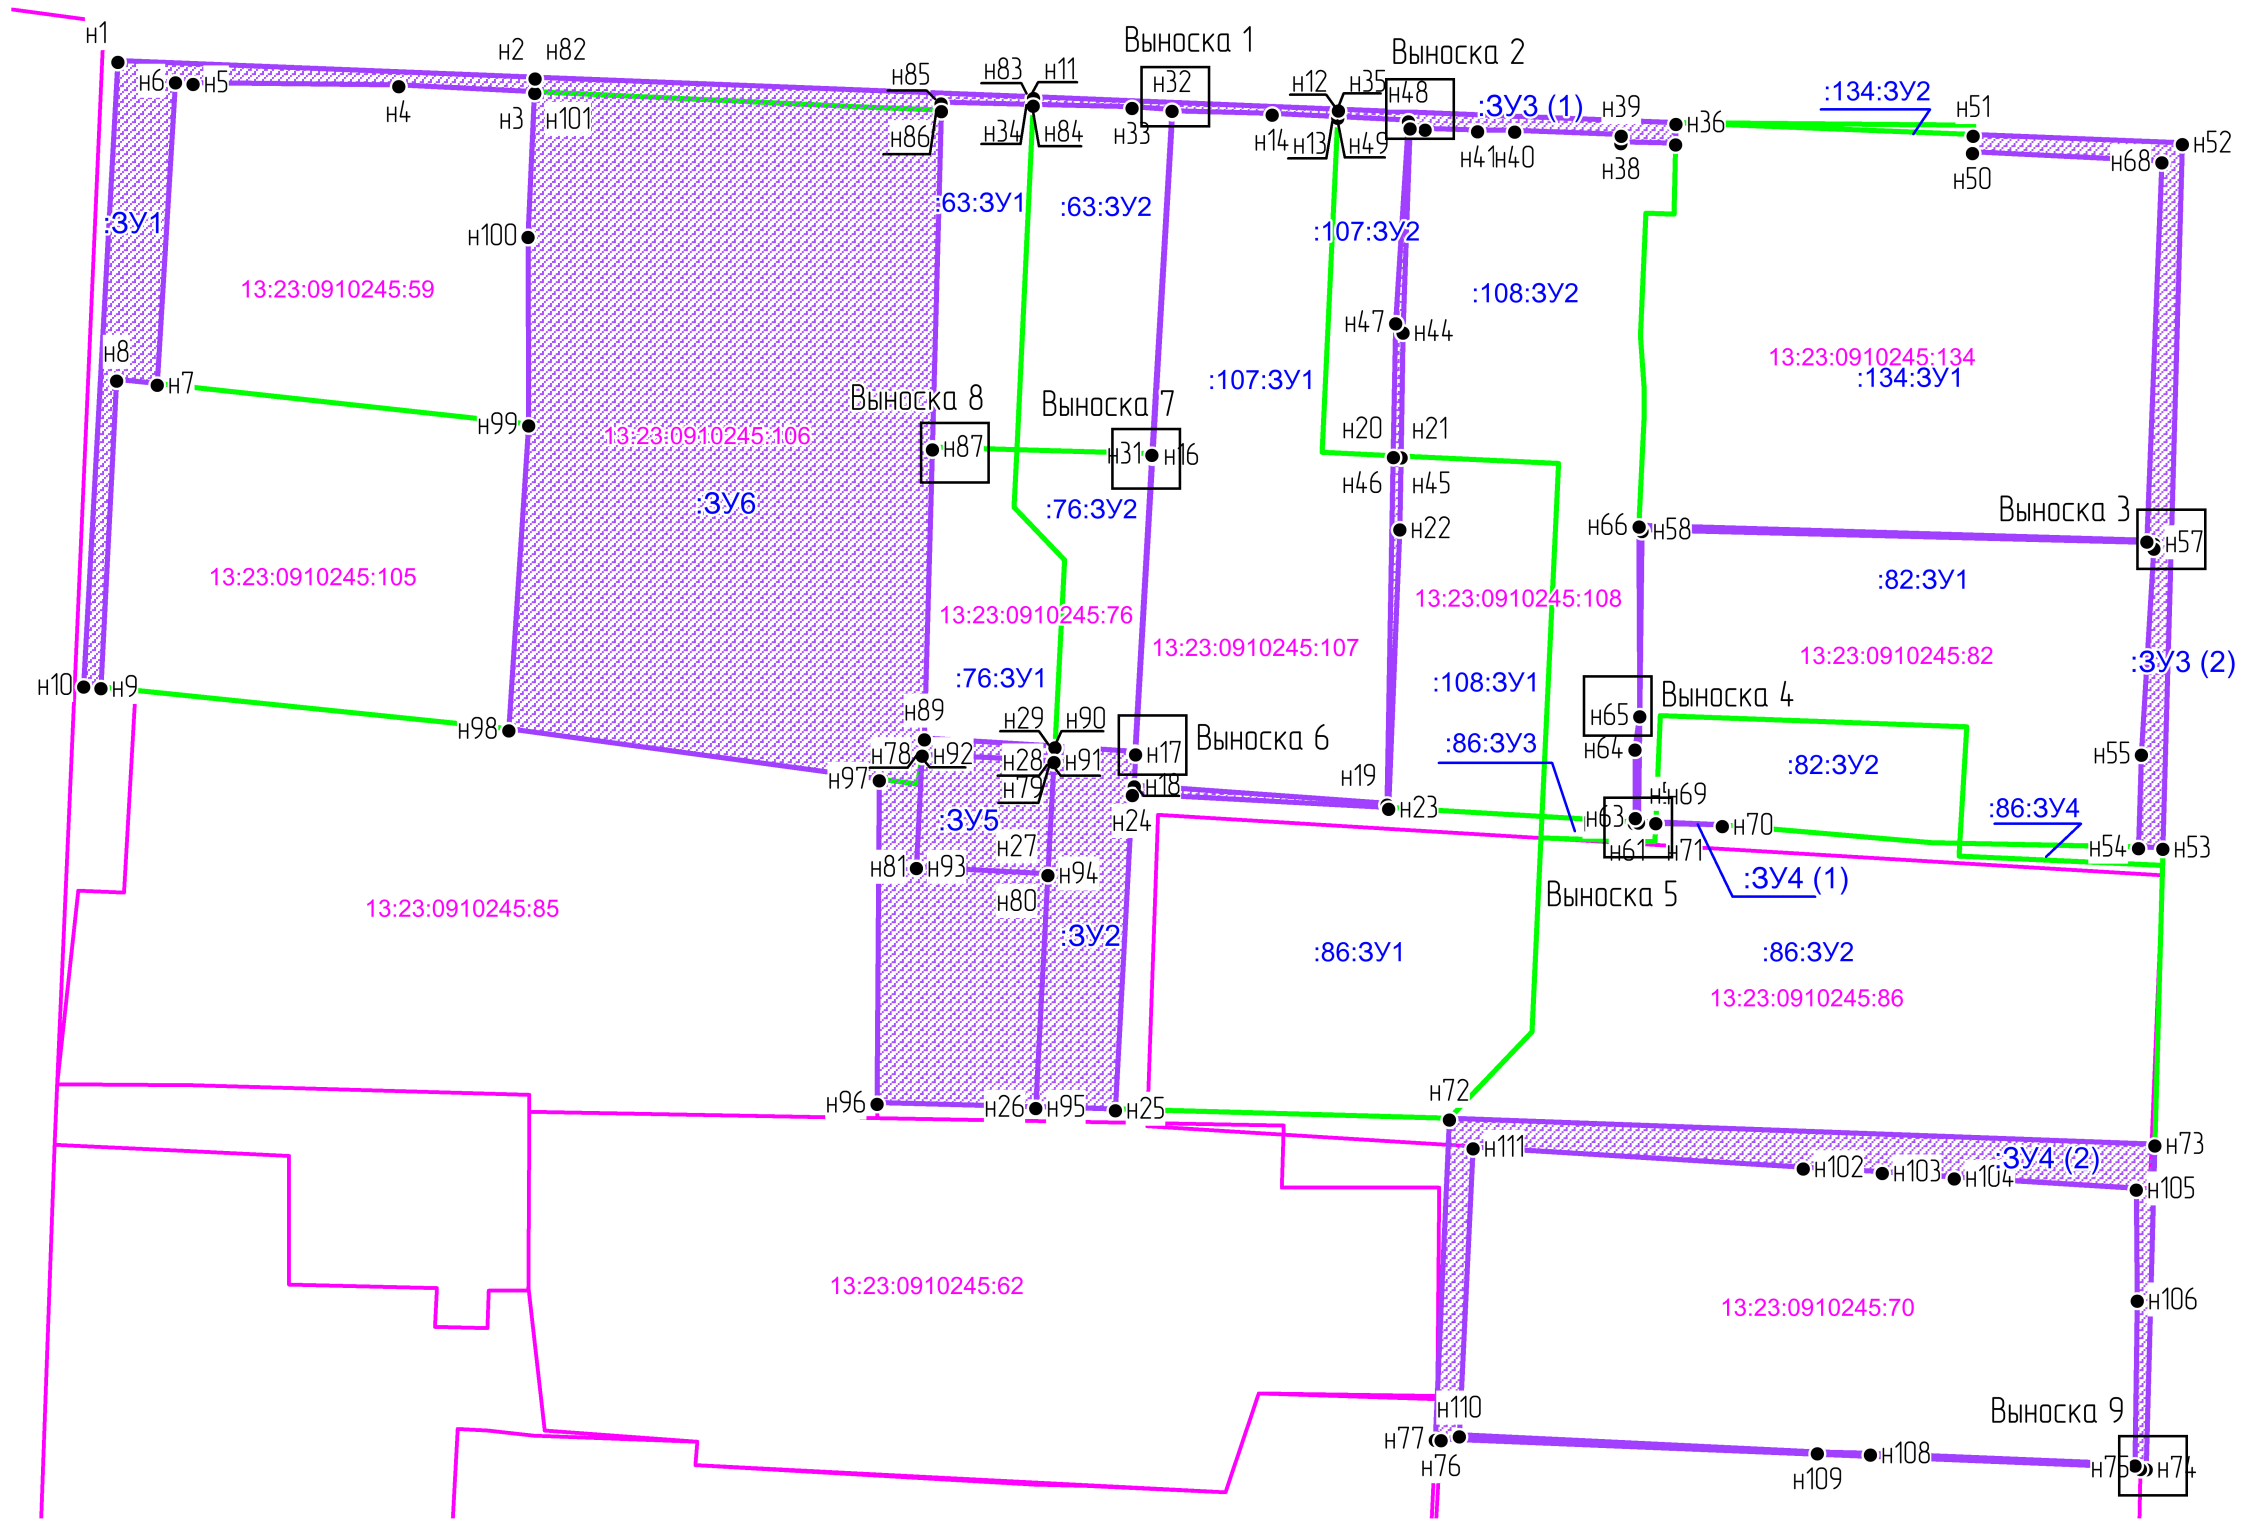 н1
н2 н82
н6
н5
н4
н3 н101
н85
н83
н11
Выноска 1
н32
н12
н35
Выноска 2
н48
:ЗУ3 (1)
н39
н36
:134:ЗУ2
н51
н52
н86
н34
н84
н33
н14
н13
н49
н41
н40
н38
н50
н68
:ЗУ1
н100
:63:ЗУ1
:63:ЗУ2
:107:ЗУ2
13:23:0910245:59
:108:ЗУ2
н8
н7
н47
н44
13:23:0910245:134
:134:ЗУ1
:107:ЗУ1
Выноска 8
Выноска 7
н99
13:23:0910245:106
н87
н31
н16
н20
н21
н46
н45
:ЗУ6
:76:ЗУ2
н22
н66
н58
Выноска 3
н57
13:23:0910245:105
:82:ЗУ1
13:23:0910245:76
13:23:0910245:107
13:23:0910245:108
13:23:0910245:82
:ЗУ3 (2)
н10
н9
:76:ЗУ1
:108:ЗУ1
Выноска 4
н65
н98
н89
н29
н90
Выноска 6
н17
:86:ЗУ3
н64
н55
н97
н78
н92
н28
н91
н79
н18
н19
:82:ЗУ2
:ЗУ5
н24
н23
н63
н69
н70
:86:ЗУ4
н27
н61
н71
н54
н53
н81
н93
н94
:ЗУ4 (1)
н80
Выноска 5
13:23:0910245:85
:ЗУ2
:86:ЗУ1
:86:ЗУ2
13:23:0910245:86
н96
н26
н95
н25
н72
н73
н111
н102
н103
н104
:ЗУ4 (2)
н105
13:23:0910245:62
13:23:0910245:70
н106
н110
Выноска 9
н77
н76
н109
н108
н75
н74